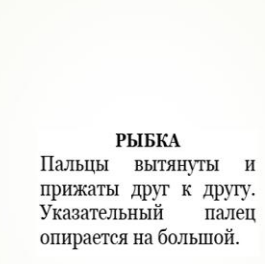 РЫБКА
Пальцы вытянуты и
прижаты друг к другу.
Указательный палец
опирается на большой.